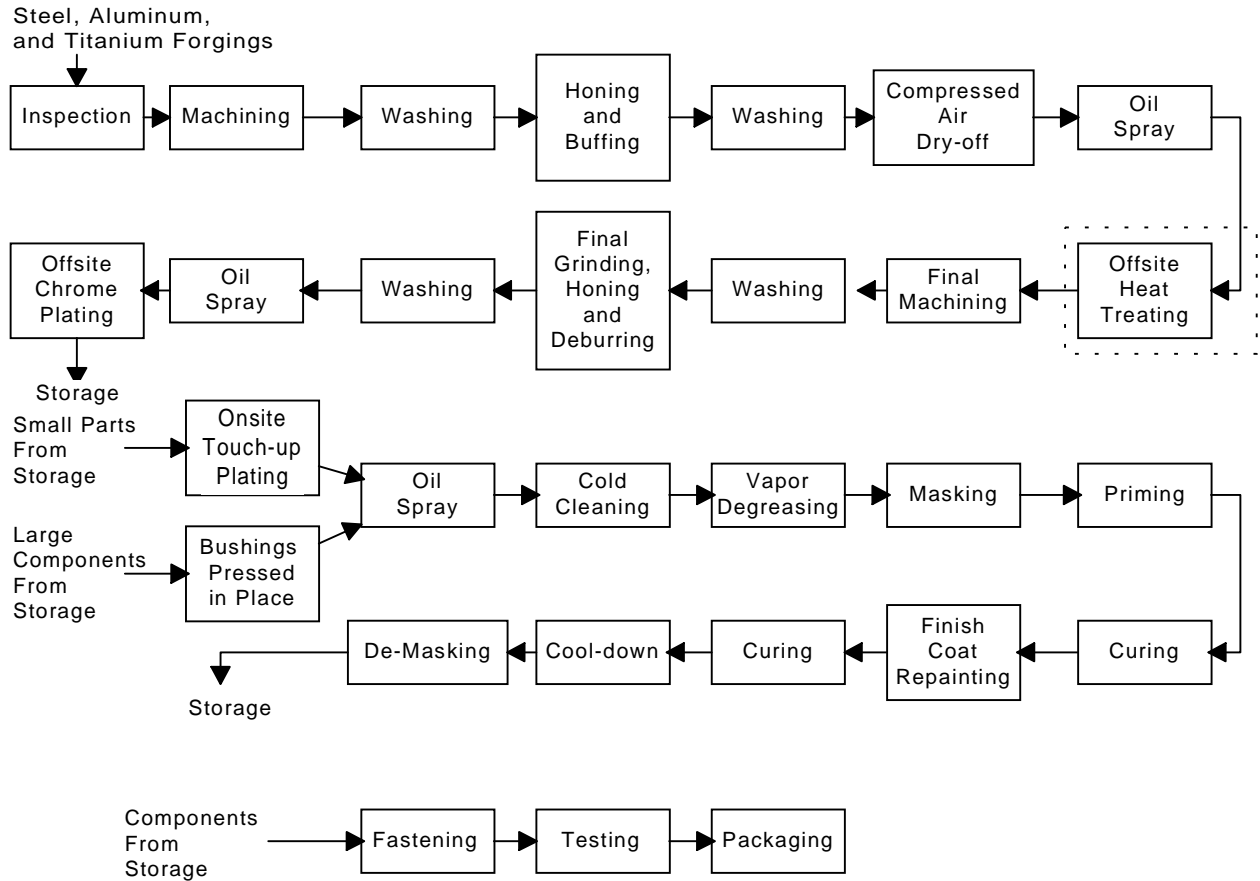 Steel, Aluminum,
and Titanium Forgings
Inspection
Machining
Washing
Honing
and
Buffing
Washing
Compressed
Air
Dry-off
Oil
Spray
Offsite
Chrome
Plating
Oil
Spray
Washing
Final
Grinding,
Honing
and
Deburring
Washing
Final
Machining
Offsite
Heat
Treating
Storage
Small Parts
From
Storage
Onsite
Touch-up
Plating
Oil
Spray
Cold
Cleaning
Vapor
Degreasing
Masking
Priming
Large
Components
From
Storage
Bushings
Pressed
in Place
De-Masking
Cool-down
Curing
Finish
Coat
Repainting
Curing
Storage
Components
From
Storage
Fastening
Testing
Packaging